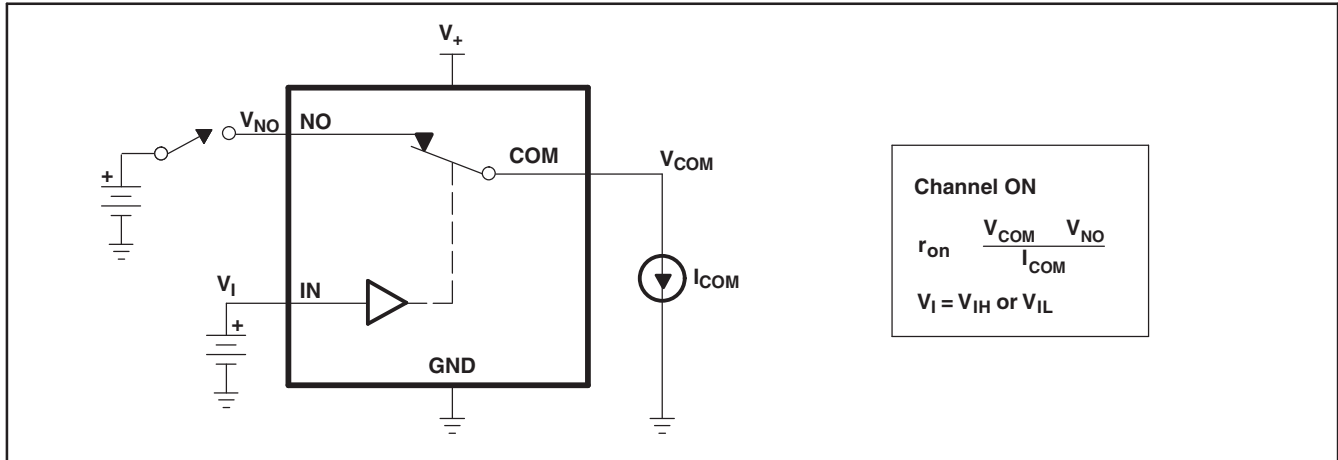 V+
VNO NO
COM VCOM
+
VI IN
+
ICOM
GND
Channel ON
ron VCOM VNO
ICOM
VI = VIH or VIL